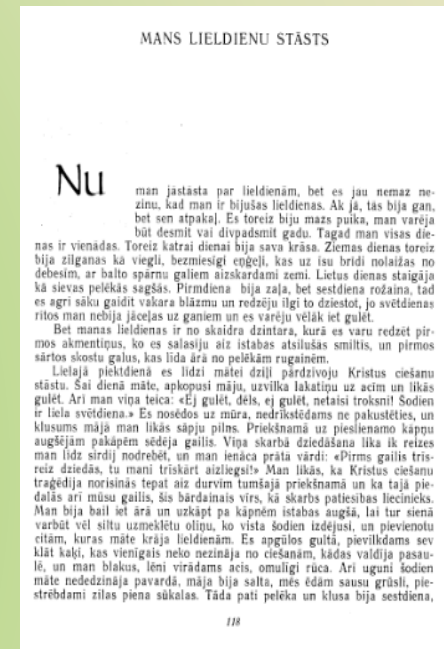 MANS LIELDIENU STĀSTS
Nu man jāstāsta par lieldienām, bet es jau nemaz ne-
zinu, kad man ir bijušas lieldienas. Ak jā, tās bija gan,
bet sen atpakaļ. Es toreiz biju mazs puika, man varēja
būt desmit vai divpadsmit gadu. Tagad man visas die-
nas ir vienādas. Toreiz katrai dienai bija sava krāsa. Ziemas dienas toreiz
bija zilganas kā viegli, bezmiesīgi eņģeļi, kas uz īsu brīdi nolaižas no
debesīm, ar balto spārnu galiem aizskardami zemi. Lietus dienas staigāja
kā sievas pelēkās sagšās. Pirmdiena bija zaļa, bet sestdiena rožaina, tad
es agri sāku gaidīt vakara blāzmu un redzēju ilgi to dziestot, jo svētdienas
rītos man nebija jāceļas uz ganiem un es varēju vēlāk iet gulēt.
Bet manas lieldienas ir no skaidra dzintara, kurā es varu redzēt pir-
mos akmentiņus, ko es salasīju aiz istabas atsilušās smiltīs, un pirmos
sārtos skostu galus, kas līda ārā no pelēkām rugainēm.
Lielajā piektdienā es līdzi mātei dziļi pārdzīvoju Kristus ciešanu
stāstu. Šai dienā māte, apkopusi māju, uzvilka lakatiņu uz acīm un likās
gulēt. Arī man viņa teica: «Ej gulēt, dēls, ej gulēt, netaisi troksni! Šodien
ir liela svētdiena.» Es nosēdos uz mūra, nedrīkstēdams ne pakustēties, un
klusums mājā man likās sāpju pilns. Priekšnamā uz pieslienamo kāpņu
augšējām pakāpēm sēdēja gailis. Viņa skarbā dziedāšana lika ik reizes
man līdz sirdij nodrebēt, un man ienāca prātā vārdi: «Pirms gailis trīs-
reiz dziedās, tu mani trīskārt aizliegsi!» Man likās, ka Kristus ciešanu
traģēdija norisinās tepat aiz durvīm tumšajā priekšnamā un ka tajā pie-
dalās arī mūsu gailis, šis bārdainais vīrs, kā skarbs patiesības liecinieks.
Man bija bail iet ārā un uzkāpt pa kāpnēm istabas augšā, lai tur sienā
varbūt vēl siltu uzmeklētu oliņu, ko vista šodien izdējusi, un pievienotu
citām, kuras māte krāja lieldienām. Es apgūlos gultā, pievilkdams sev
klāt kaķi, kas vienīgais neko nezināja no ciešanām, kādas valdīja pasau-
lē, un man blakus, lēni virādams acis, omulīgi rūca. Arī uguni šodien
māte nededzināja pavardā, māja bija salta, mēs ēdām sausu grūsli, pie-
strēbdami zilas piena sūkalas. Tāda pati pelēka un klusa bija sestdiena,
118